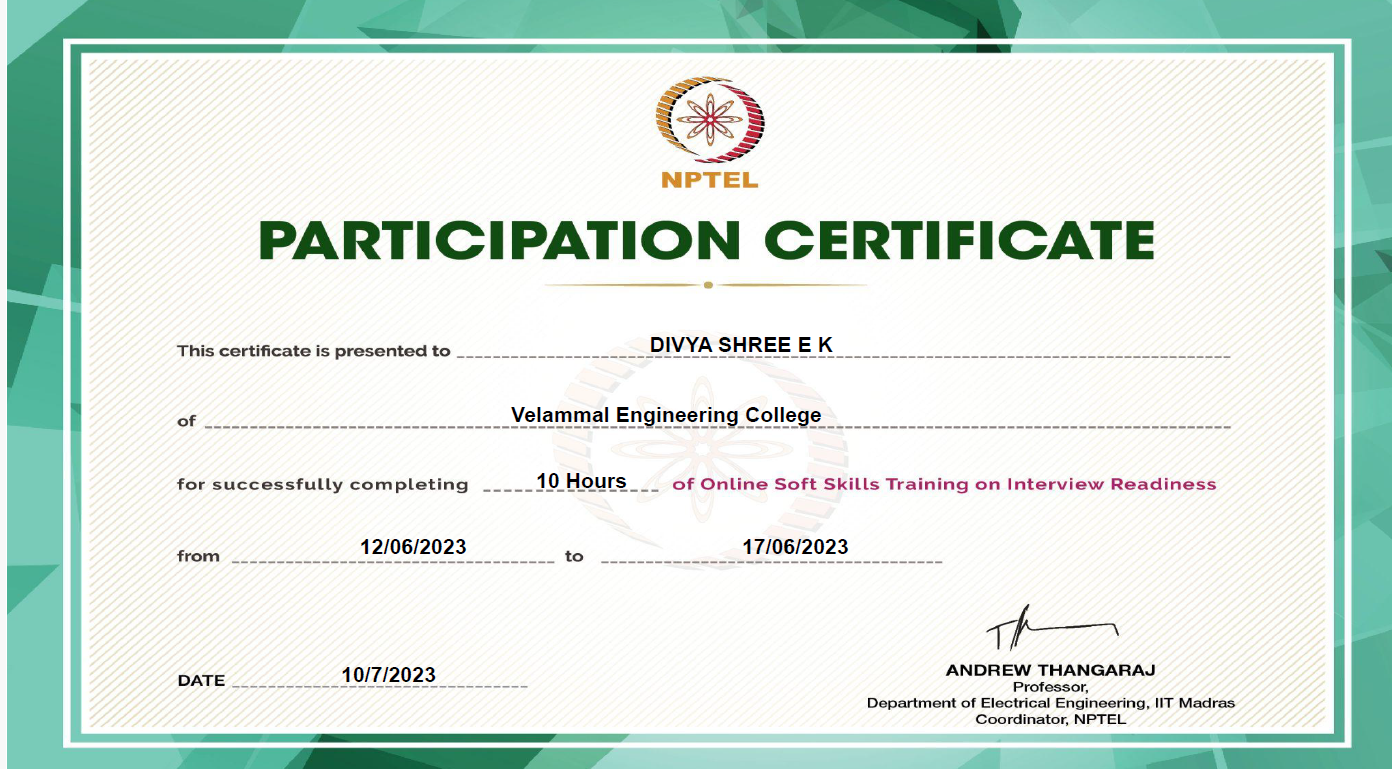 NPTEL
PARTICIPATION CERTIFICATE
This certificate is presented to DIVYA SHREE E K
of Velammal Engineering College
for successfully completing 10 Hours of Online Soft Skills Training on Interview Readiness
from 12/06/2023 to 17/06/2023
DATE 10/7/2023
ANDREW THANGARAJ
Professor,
Department of Electrical Engineering, IIT Madras
Coordinator, NPTEL